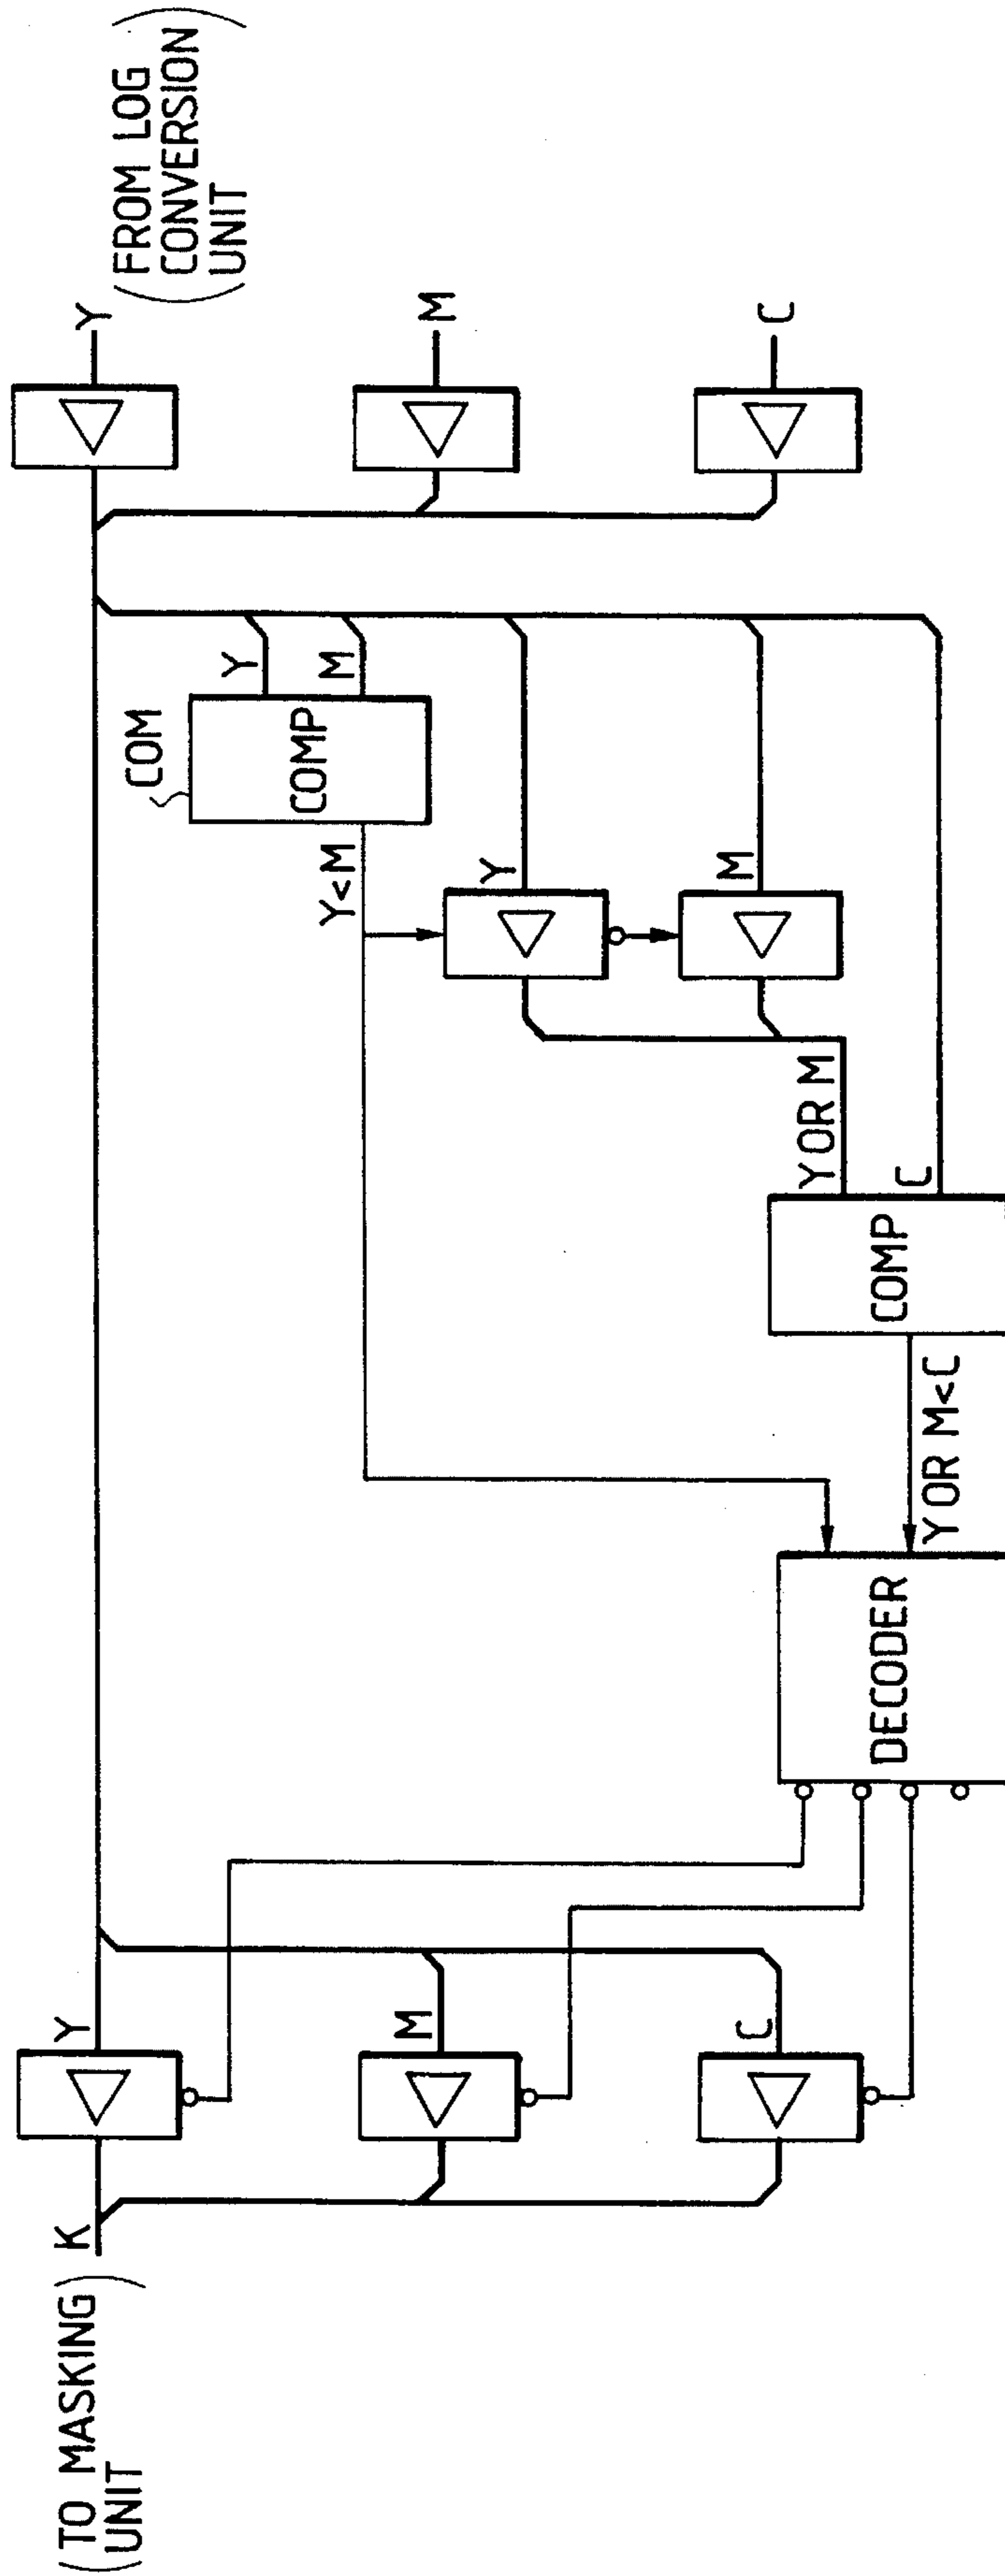 (FROM LOG
CONVERSION
UNIT)
Y
M
C
COM
COMP
Y
M
Y<M
Y
M
Y OR M
C
COMP
Y OR M<C
DECODER
Y
M
C
K
(TO MASKING
UNIT)